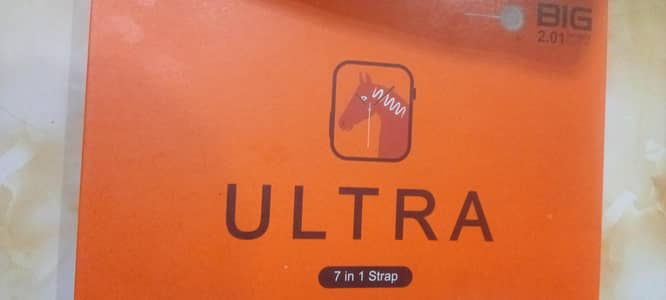 BIG
2.01
ULTRA
7 in 1 Strap